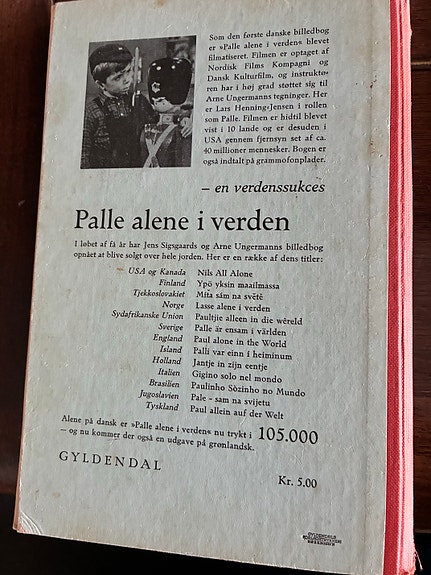 Som den første danske billedbog
er »Palle alene i verden« blevet
filmatiseret. Filmen er optaget af
Nordisk Films Kompagni og
Dansk Kulturfilm, og instruktø-
ren har i høj grad støttet sig til
Arne Ungermanns tegninger. Her
er Lars Henning-Jensen i rollen
som Palle. Filmen er hidtil blevet
vist i 10 lande og er desuden i
USA gennem fjernsyn set af ca.
40 millioner mennesker. Bogen er
også indtalt på grammofonplader.
– en verdenssukces
Palle alene i verden
I løbet af få år har Jens Sigsgaards og Arne Ungermanns billedbog
opnået at blive solgt over hele jorden. Her er en række af dens titler:
USA og Kanada Nils All Alone
Finland Ypö yksin maailmassa
Tjekkoslovakiet Míta sám na světě
Norge Lasse alene i verden
Sydafrikanske Union Paultjie alleen in die wêreld
Sverige Palle är ensam i världen
England Paul alone in the World
Island Palli var einn í heiminum
Holland Jantje in zijn eentje
Italien Gigino solo nel mondo
Brasilien Paulinho Sòzinho no Mundo
Jugoslavien Pale - sam na svijetu
Tyskland Paul allein auf der Welt
Alene på dansk er »Palle alene i verden« nu trykt i 105.000
– og nu kommer der også en udgave på grønlandsk.
GYLDENDAL
Kr. 5.00